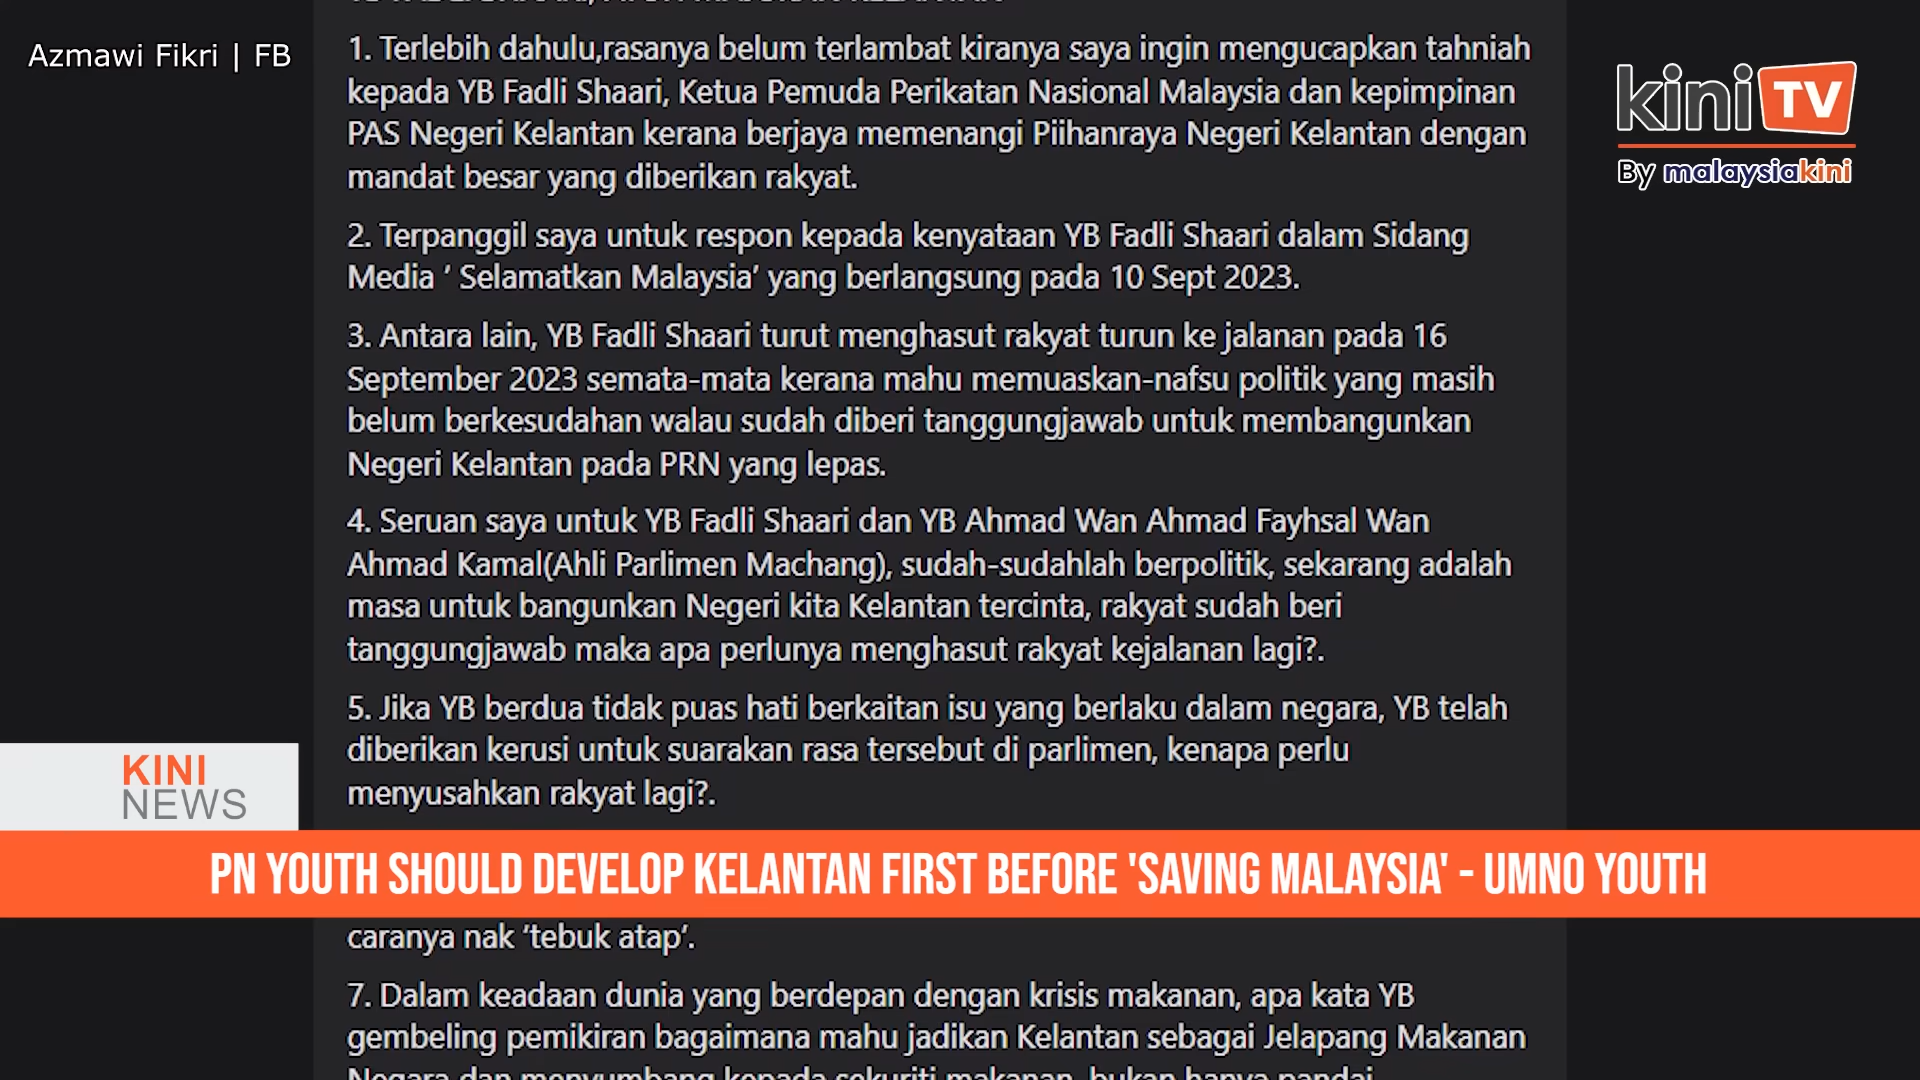 Azmawi Fikri | FB
kini TV
By malaysiakini
1. Terlebih dahulu,rasanya belum terlambat kiranya saya ingin mengucapkan tahniah
kepada YB Fadli Shaari, Ketua Pemuda Perikatan Nasional Malaysia dan kepimpinan
PAS Negeri Kelantan kerana berjaya memenangi Piihanraya Negeri Kelantan dengan
mandat besar yang diberikan rakyat.
2. Terpanggil saya untuk respon kepada kenyataan YB Fadli Shaari dalam Sidang
Media ‘ Selamatkan Malaysia’ yang berlangsung pada 10 Sept 2023.
3. Antara lain, YB Fadli Shaari turut menghasut rakyat turun ke jalanan pada 16
September 2023 semata-mata kerana mahu memuaskan-nafsu politik yang masih
belum berkesudahan walau sudah diberi tanggungjawab untuk membangunkan
Negeri Kelantan pada PRN yang lepas.
4. Seruan saya untuk YB Fadli Shaari dan YB Ahmad Wan Ahmad Fayhsal Wan
Ahmad Kamal(Ahli Parlimen Machang), sudah-sudahlah berpolitik, sekarang adalah
masa untuk bangunkan Negeri kita Kelantan tercinta, rakyat sudah beri
tanggungjawab maka apa perlunya menghasut rakyat kejalanan lagi?.
5. Jika YB berdua tidak puas hati berkaitan isu yang berlaku dalam negara, YB telah
diberikan kerusi untuk suarakan rasa tersebut di parlimen, kenapa perlu
menyusahkan rakyat lagi?.
KINI
NEWS
PN YOUTH SHOULD DEVELOP KELANTAN FIRST BEFORE 'SAVING MALAYSIA' - UMNO YOUTH
caranya nak ‘tebuk atap’.
7. Dalam keadaan dunia yang berdepan dengan krisis makanan, apa kata YB
gembeling pemikiran bagaimana mahu jadikan Kelantan sebagai Jelapang Makanan
Negara dan menyumbang kepada sekuriti makanan, bukan hanya pandai